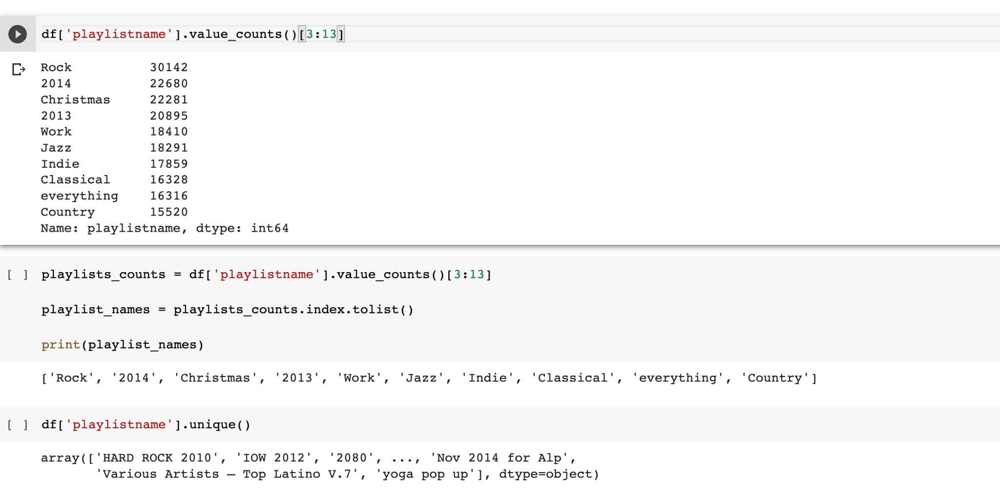 df['playlistname'].value_counts()[3:13]
Rock 30142
2014 22680
Christmas 22281
2013 20895
Work 18410
Jazz 18291
Indie 17859
Classical 16328
everything 16316
Country 15520
Name: playlistname, dtype: int64
[ ] playlists_counts = df['playlistname'].value_counts()[3:13]
playlist_names = playlists_counts.index.tolist()
print(playlist_names)
['Rock', '2014', 'Christmas', '2013', 'Work', 'Jazz', 'Indie', 'Classical', 'everything', 'Country']
[ ] df['playlistname'].unique()
array(['HARD ROCK 2010', 'IOW 2012', '2080', ..., 'Nov 2014 for Alp',
'Various Artists – Top Latino V.7', 'yoga pop up'], dtype=object)